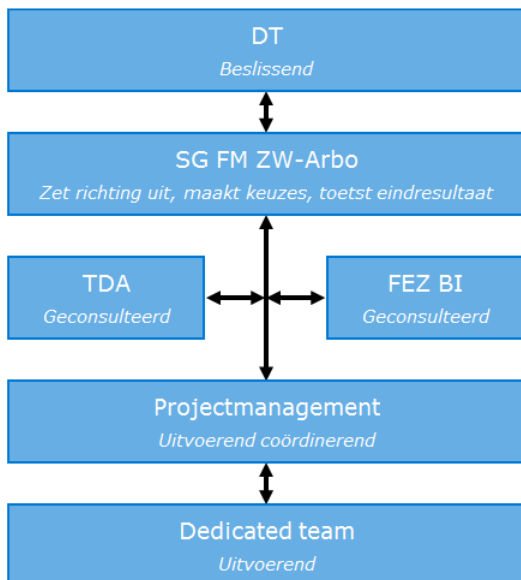 DT
Beslissend
SG FM ZW-Arbo
Zet richting uit, maakt keuzes, toetst eindresultaat
TDA
Geconsulteerd
FEZ BI
Geconsulteerd
Projectmanagement
Uitvoerend coördinerend
Dedicated team
Uitvoerend